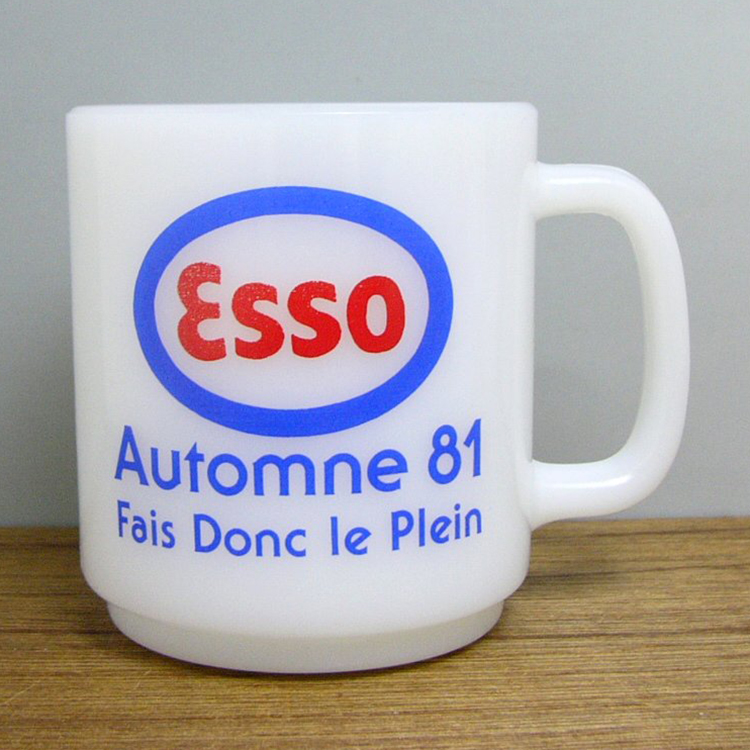 Esso
Automne 81
Fais Donc le Plein